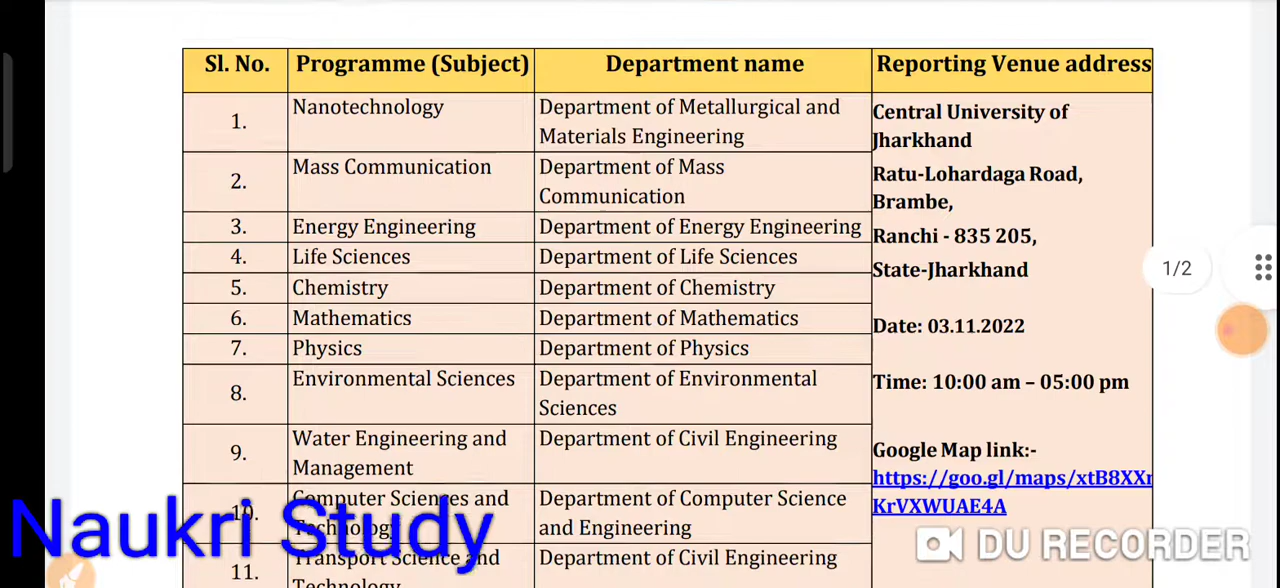 Sl. No. Programme (Subject) Department name Reporting Venue address
1. Nanotechnology Department of Metallurgical and
Materials Engineering
2. Mass Communication Department of Mass
Communication
3. Energy Engineering Department of Energy Engineering
4. Life Sciences Department of Life Sciences
5. Chemistry Department of Chemistry
6. Mathematics Department of Mathematics
7. Physics Department of Physics
8. Environmental Sciences Department of Environmental
Sciences
9. Water Engineering and Department of Civil Engineering
Management
10. Computer Sciences and Department of Computer Science
Technology and Engineering
11. Transport Science and Department of Civil Engineering
Technology
Central University of
Jharkhand
Ratu-Lohardaga Road,
Brambe,
Ranchi - 835 205,
State-Jharkhand
Date: 03.11.2022
Time: 10:00 am – 05:00 pm
Google Map link:-
https://goo.gl/maps/xtB8XX
KrVXWUAE4A
1/2
Naukri Study
DU RECORDER